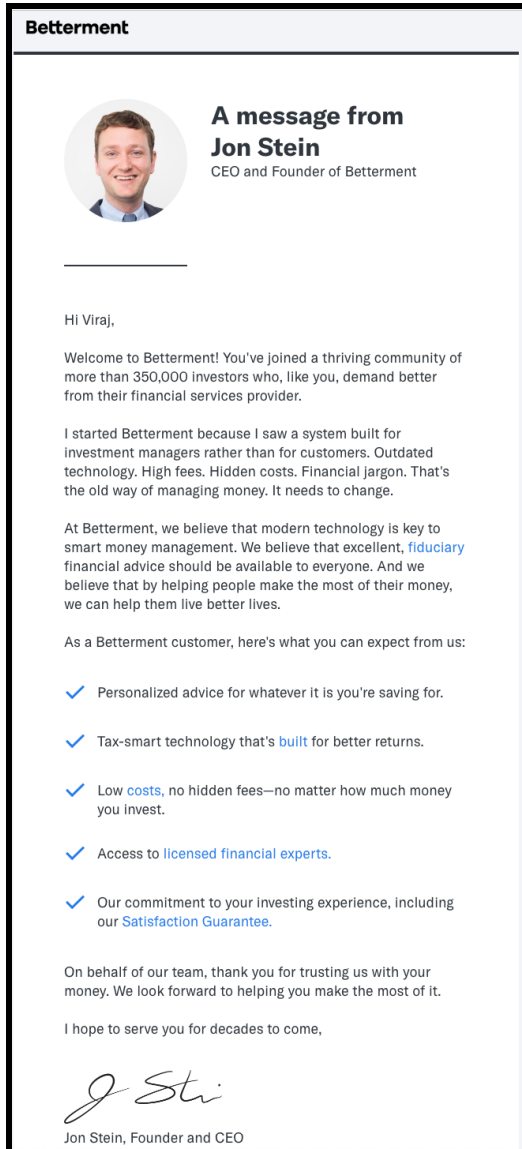 Betterment
A message from
Jon Stein
CEO and Founder of Betterment
Hi Viraj,
Welcome to Betterment! You've joined a thriving community of
more than 350,000 investors who, like you, demand better
from their financial services provider.
I started Betterment because I saw a system built for
investment managers rather than for customers. Outdated
technology. High fees. Hidden costs. Financial jargon. That's
the old way of managing money. It needs to change.
At Betterment, we believe that modern technology is key to
smart money management. We believe that excellent, fiduciary
financial advice should be available to everyone. And we
believe that by helping people make the most of their money,
we can help them live better lives.
As a Betterment customer, here's what you can expect from us:
Personalized advice for whatever it is you're saving for.
Tax-smart technology that's built for better returns.
Low costs, no hidden fees—no matter how much money
you invest.
Access to licensed financial experts.
Our commitment to your investing experience, including
our Satisfaction Guarantee.
On behalf of our team, thank you for trusting us with your
money. We look forward to helping you make the most of it.
I hope to serve you for decades to come,
J Sti
Jon Stein, Founder and CEO